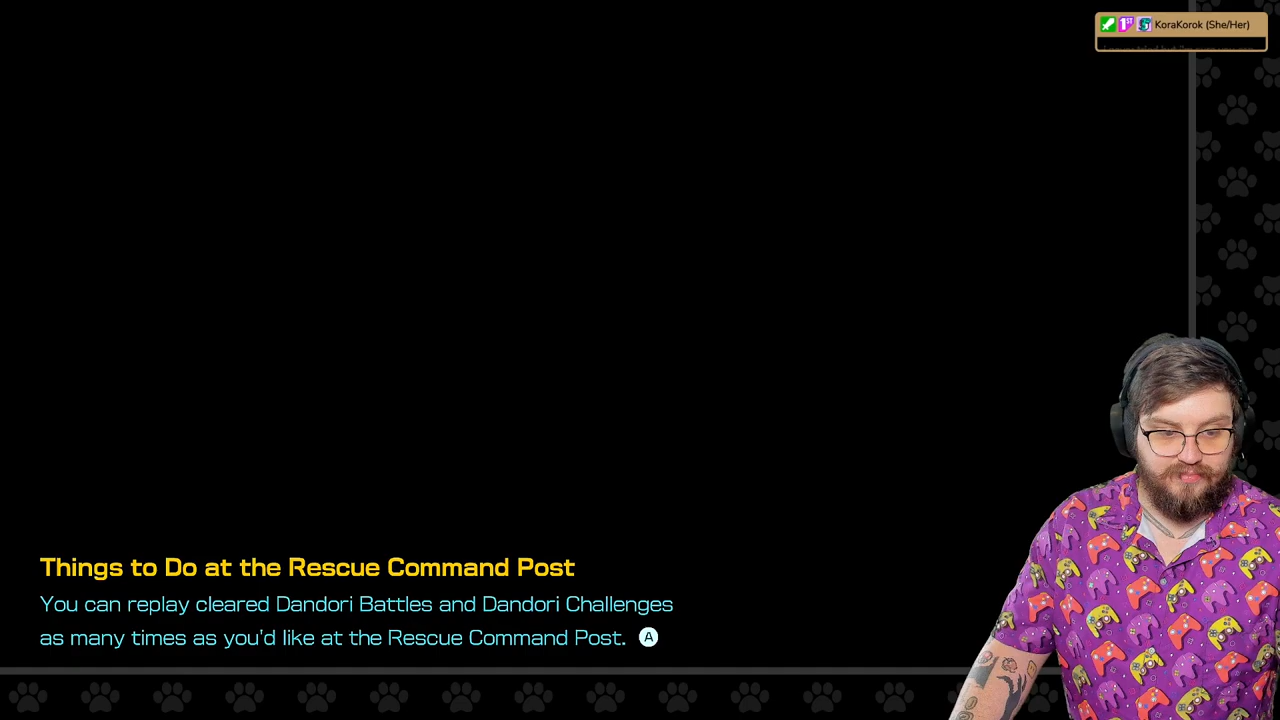 1ST KoraKorok (She/Her)
Things to Do at the Rescue Command Post
You can replay cleared Dandori Battles and Dandori Challenges
as many times as you'd like at the Rescue Command Post. A